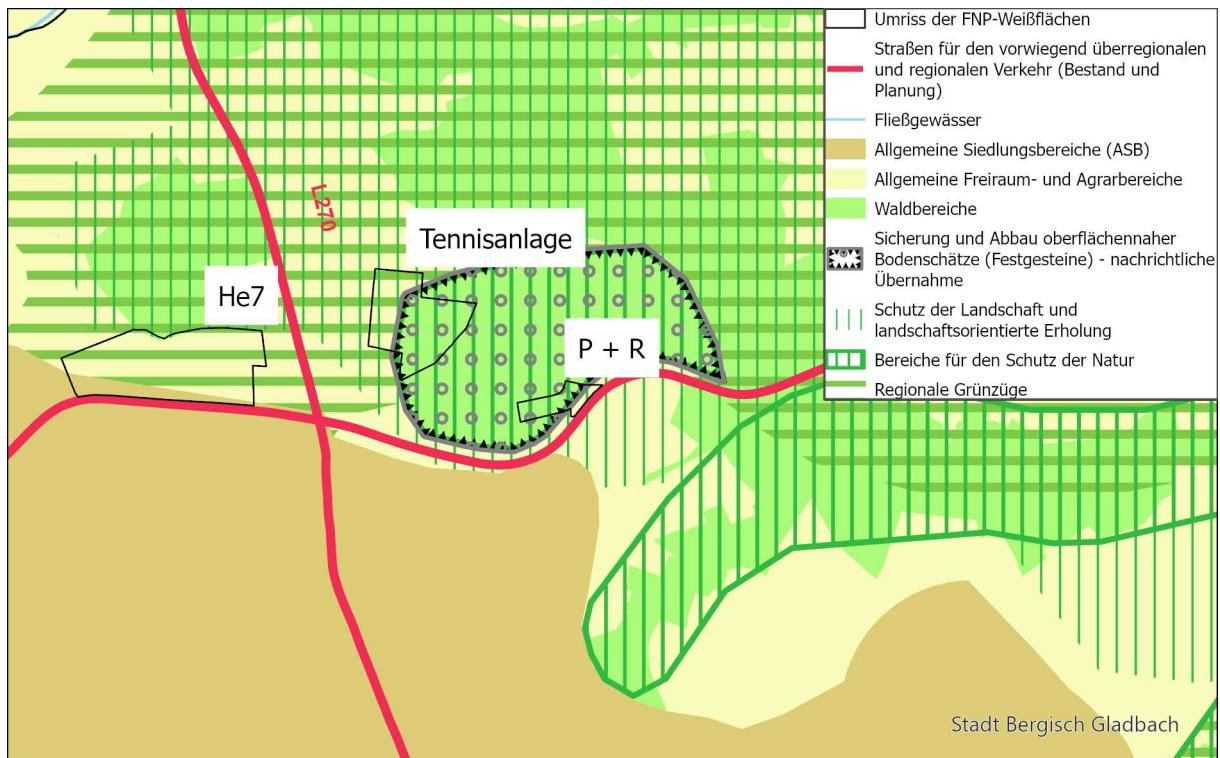 Umriss der FNP-Weißflächen
Straßen für den vorwiegend überregionalen
und regionalen Verkehr (Bestand und
Planung)
Fließgewässer
Allgemeine Siedlungsbereiche (ASB)
Allgemeine Freiraum- und Agrarbereiche
Waldbereiche
Sicherung und Abbau oberflächennaher
Bodenschätze (Festgesteine) - nachrichtliche
Übernahme
Schutz der Landschaft und
landschaftsorientierte Erholung
Bereiche für den Schutz der Natur
Regionale Grünzüge
L270
Tennisanlage
He7
P + R
Stadt Bergisch Gladbach